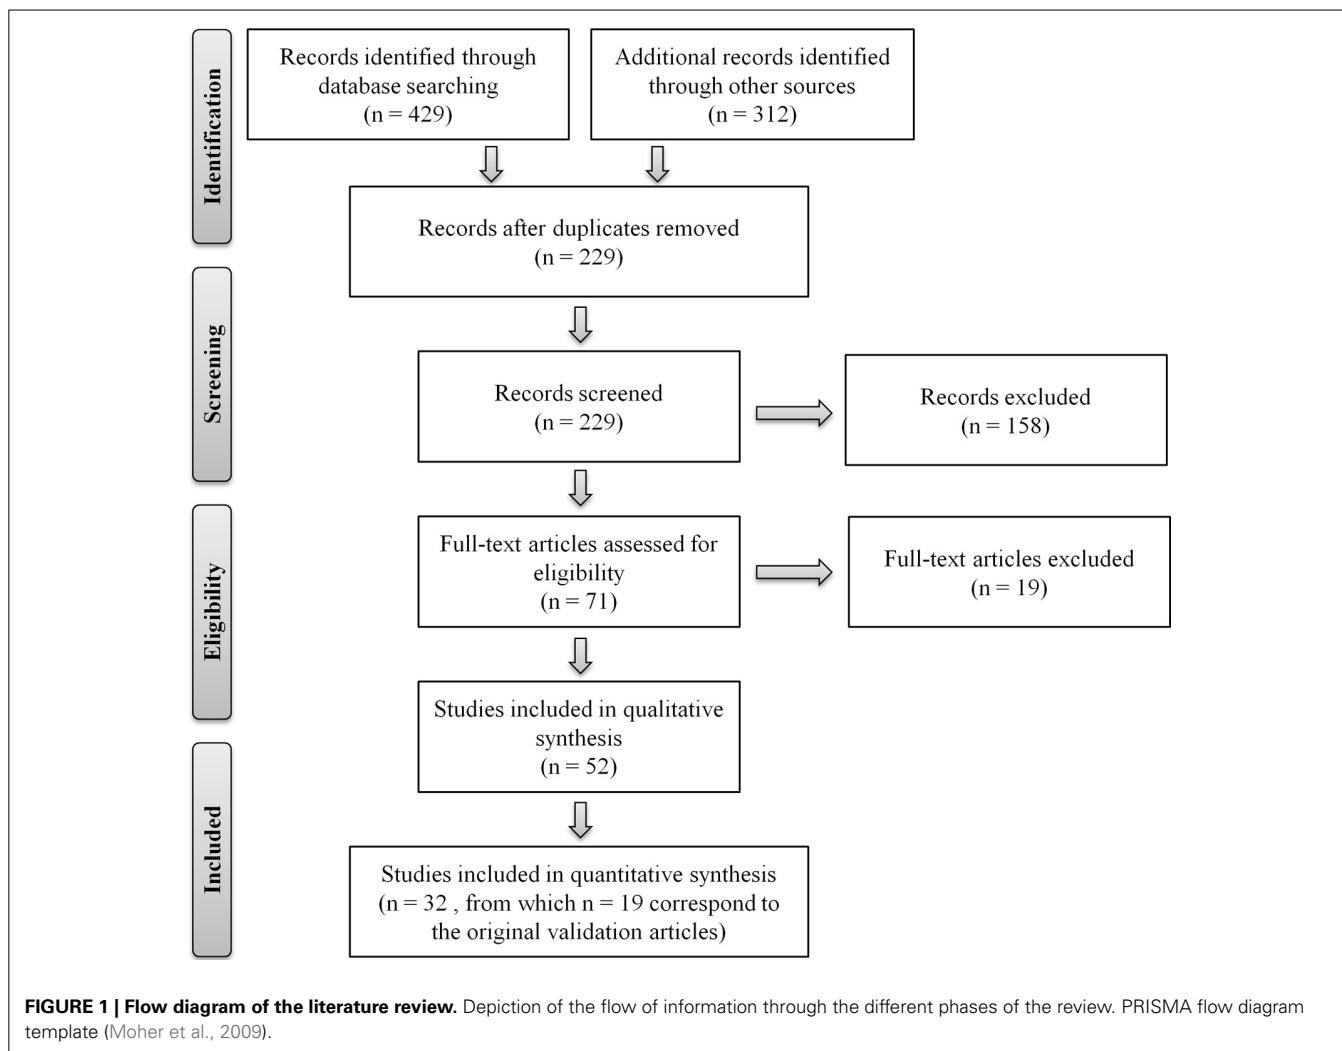 Identification
Records identified through
database searching
(n = 429)
Additional records identified
through other sources
(n = 312)
Records after duplicates removed
(n = 229)
Screening
Records screened
(n = 229)
Records excluded
(n = 158)
Eligibility
Full-text articles assessed for
eligibility
(n = 71)
Full-text articles excluded
(n = 19)
Studies included in qualitative
synthesis
(n = 52)
Included
Studies included in quantitative synthesis
(n = 32 , from which n = 19 correspond to
the original validation articles)
FIGURE 1 | Flow diagram of the literature review. Depiction of the flow of information through the different phases of the review. PRISMA flow diagram
template (Moher et al., 2009).